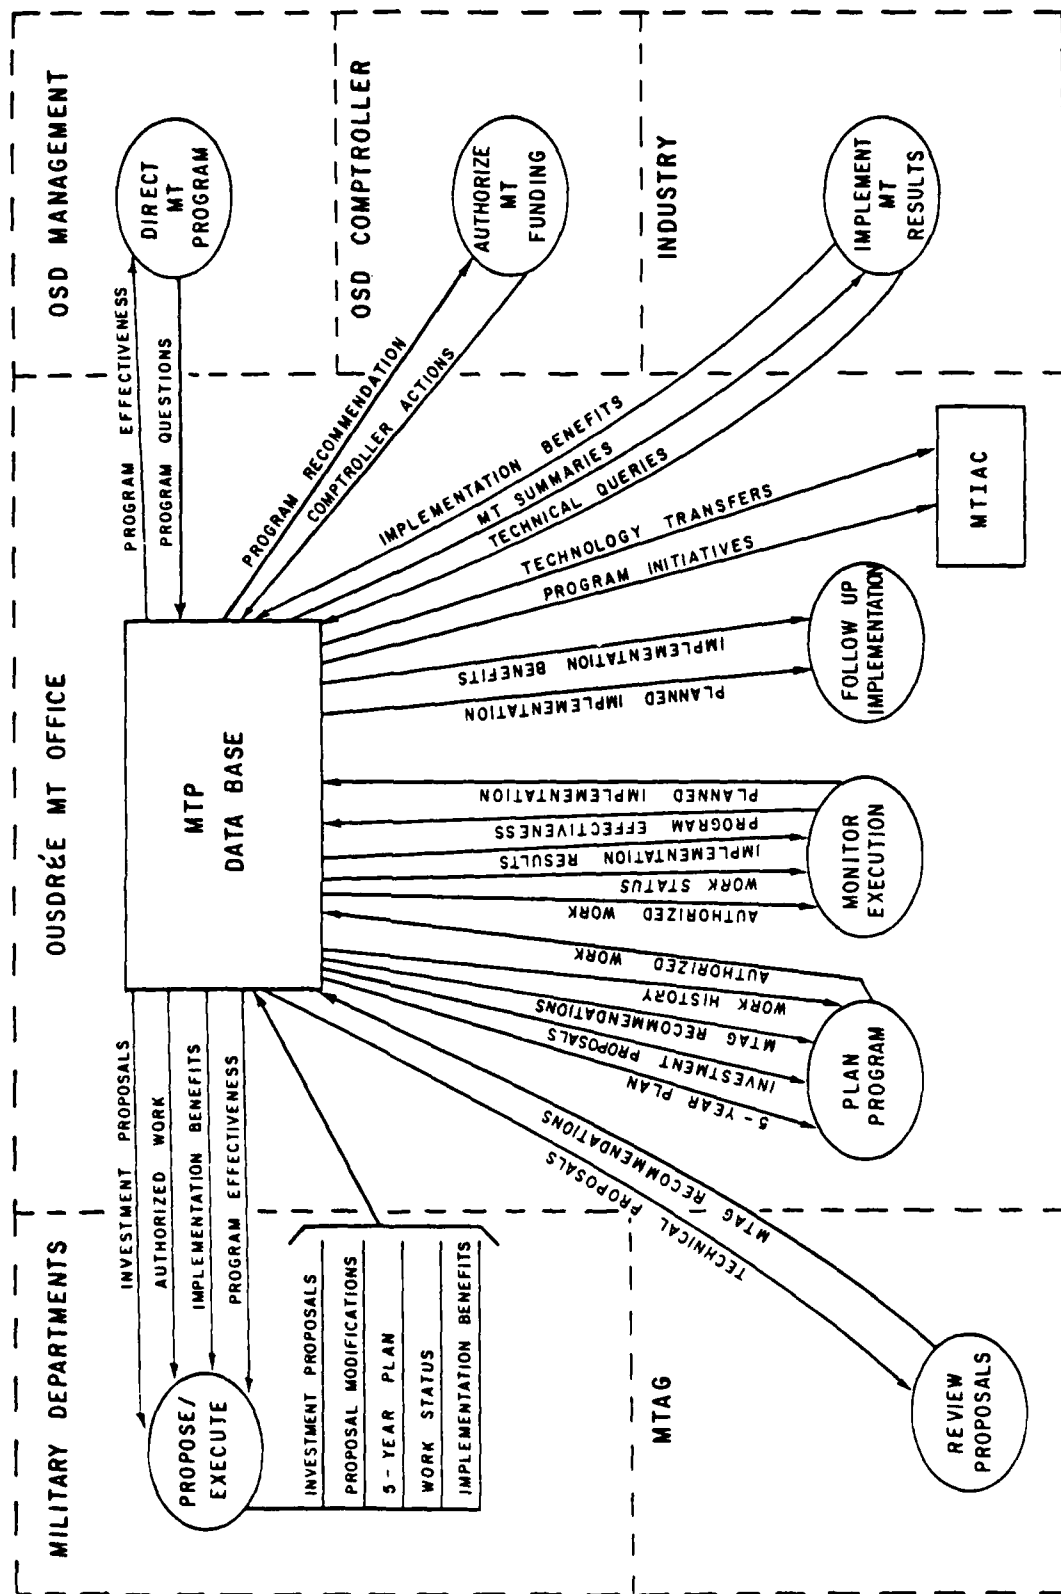 MILITARY DEPARTMENTS
OUSDRÉE MT OFFICE
OSD MANAGEMENT
PROPOSE/
EXECUTE
INVESTMENT PROPOSALS
AUTHORIZED WORK
IMPLEMENTATION BENEFITS
PROGRAM EFFECTIVENESS
MTP
DATA BASE
PROGRAM EFFECTIVENESS
PROGRAM QUESTIONS
DIRECT
MT
PROGRAM
INVESTMENT PROPOSALS
PROPOSAL MODIFICATIONS
5-YEAR PLAN
WORK STATUS
IMPLEMENTATION BENEFITS
OSD COMPTROLLER
PROGRAM RECOMMENDATION
COMPTROLLER ACTIONS
AUTHORIZE
MT
FUNDING
MTAG
TECHNICAL PROPOSALS
MTAG RECOMMENDATIONS
REVIEW
PROPOSALS
5-YEAR PLAN
INVESTMENT PROPOSALS
MTAG RECOMMENDATIONS
WORK HISTORY
AUTHORIZED WORK
PLAN
PROGRAM
AUTHORIZED WORK
WORK STATUS
IMPLEMENTATION RESULTS
PROGRAM EFFECTIVENESS
PLANNED IMPLEMENTATION
MONITOR
EXECUTION
PLANNED IMPLEMENTATION
IMPLEMENTATION BENEFITS
FOLLOW UP
IMPLEMENTATION
PROGRAM INITIATIVES
TECHNOLOGY TRANSFERS
MTIAC
INDUSTRY
IMPLEMENTATION BENEFITS
MT SUMMARIES
TECHNICAL QUERIES
IMPLEMENT
MT
RESULTS